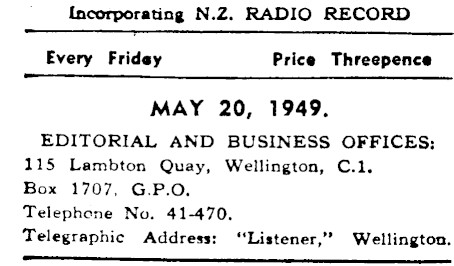 Incorporating N.Z. RADIO RECORD
Every Friday Price Threepence
MAY 20, 1949.
EDITORIAL AND BUSINESS OFFICES:
115 Lambton Quay, Wellington, C.1.
Box 1707, G.P.O.
Telephone No. 41-470.
Telegraphic Address: "Listener," Wellington.